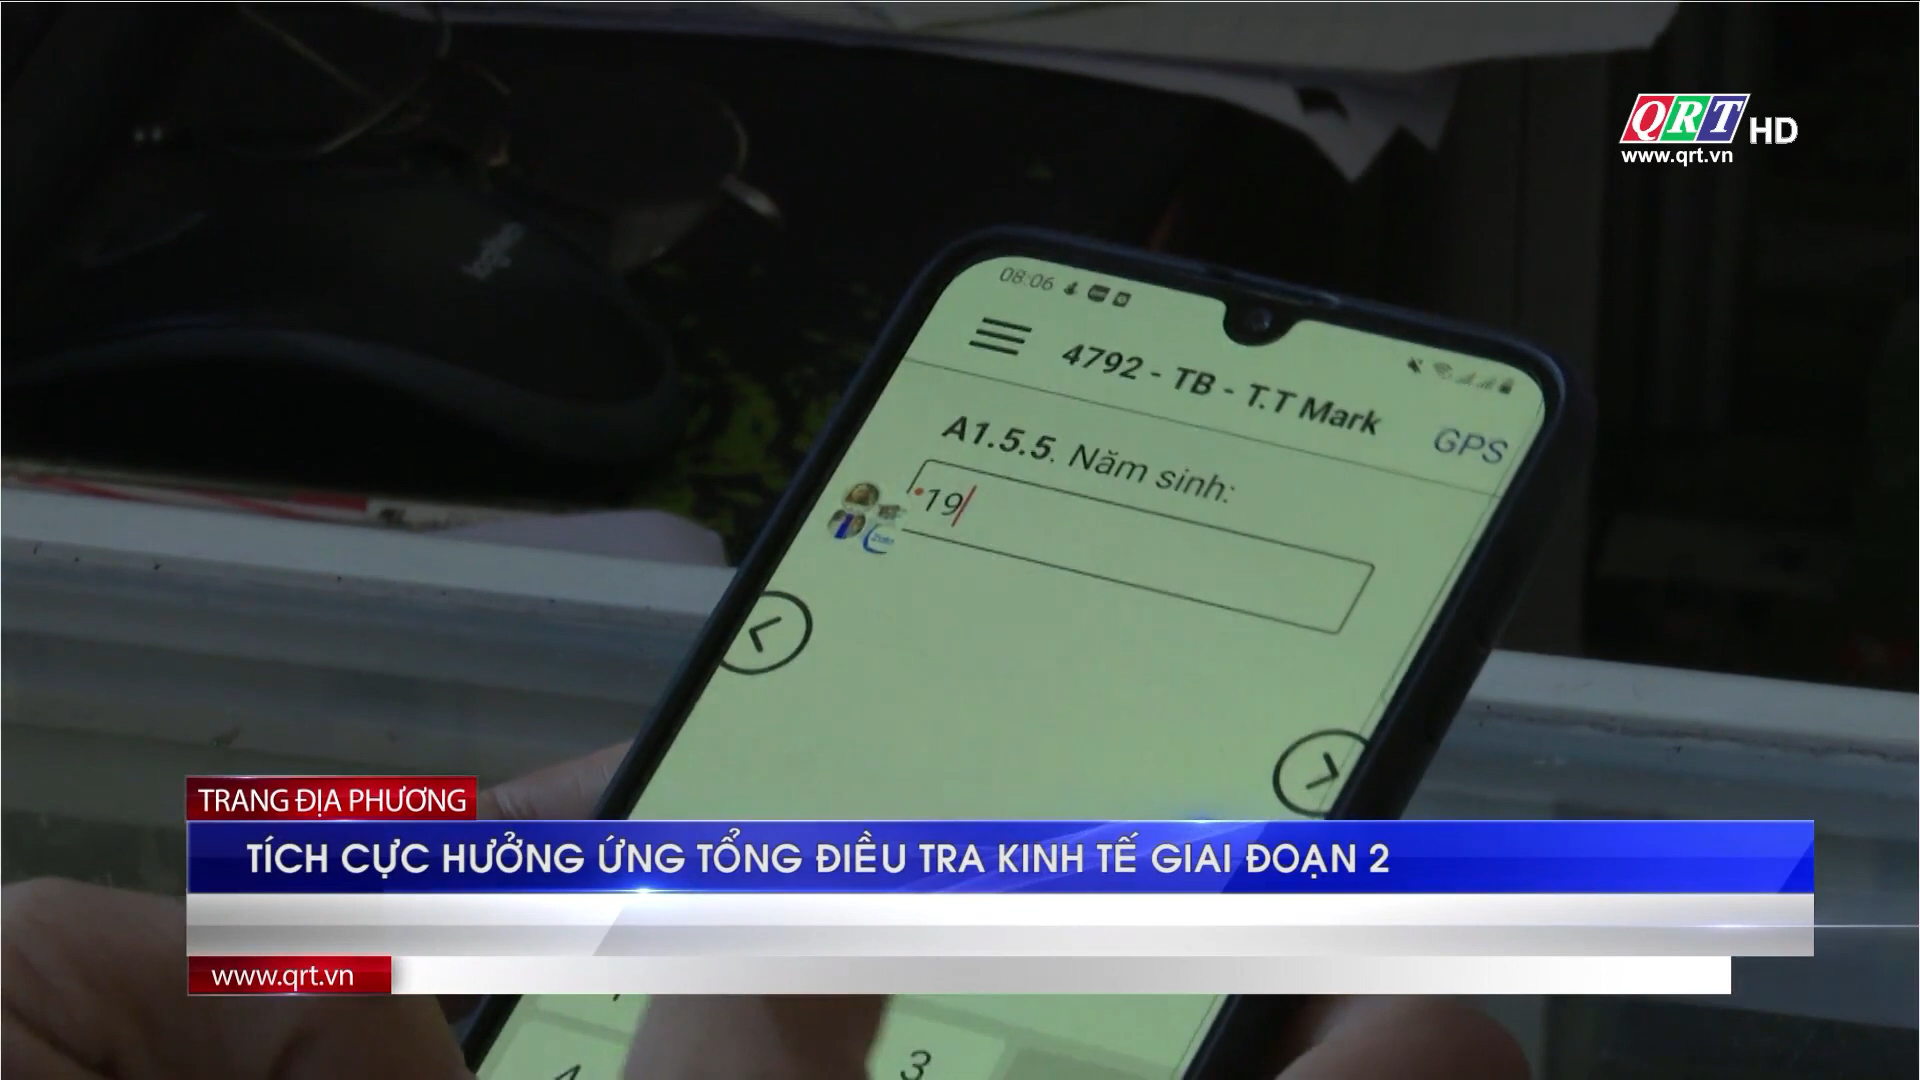 QRT HD
www.qrt.vn
08:06
4792 - TB - T.T Mark
GPS
A1.5.5. Năm sinh:
19
Zalo
3
TRANG ĐỊA PHƯƠNG
TÍCH CỰC HƯỞNG ỨNG TỔNG ĐIỀU TRA KINH TẾ GIAI ĐOẠN 2
www.qrt.vn